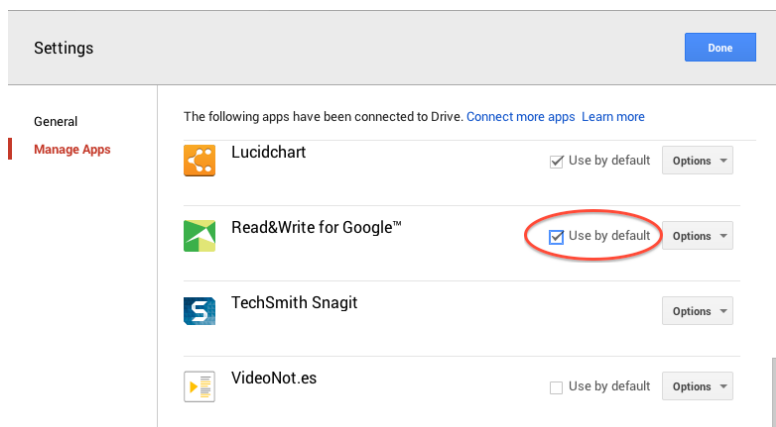 Settings
Done
General
Manage Apps
The following apps have been connected to Drive. Connect more apps Learn more
Lucidchart
Use by default Options
Read&Write for Google™
Use by default Options
TechSmith Snagit
Options
VideoNot.es
Use by default Options